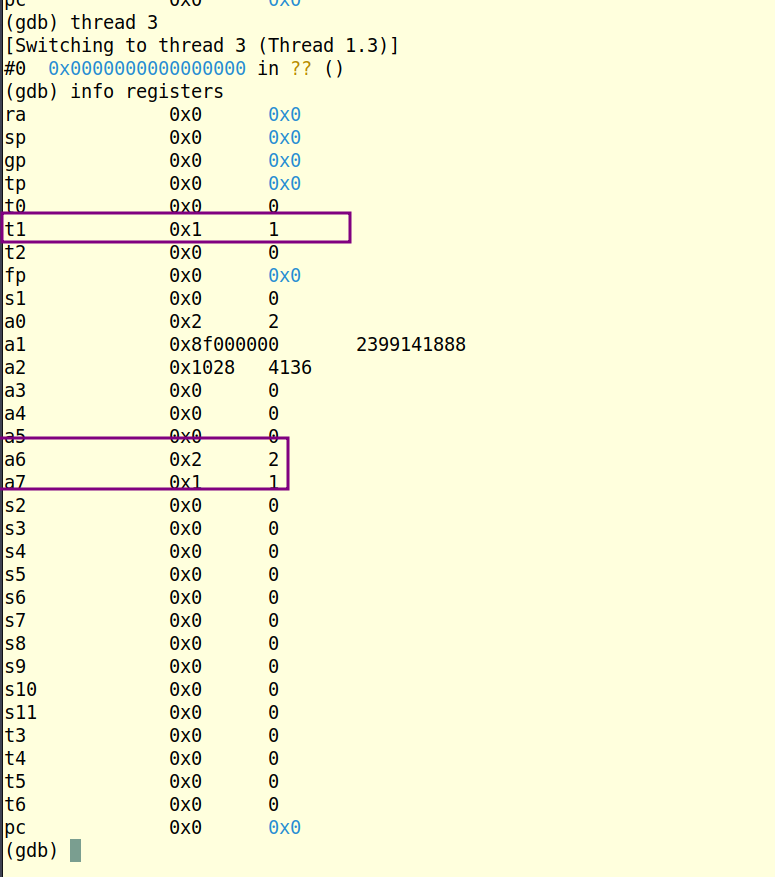 pc             0x0      0x0
(gdb) thread 3
[Switching to thread 3 (Thread 1.3)]
#0  0x0000000000000000 in ?? ()
(gdb) info registers
ra             0x0      0x0
sp             0x0      0x0
gp             0x0      0x0
tp             0x0      0x0
t0             0x0      0
t1             0x1      1
t2             0x0      0
fp             0x0      0x0
s1             0x0      0
a0             0x2      2
a1             0x8f000000       2399141888
a2             0x1028   4136
a3             0x0      0
a4             0x0      0
a5             0x0      0
a6             0x2      2
a7             0x1      1
s2             0x0      0
s3             0x0      0
s4             0x0      0
s5             0x0      0
s6             0x0      0
s7             0x0      0
s8             0x0      0
s9             0x0      0
s10            0x0      0
s11            0x0      0
t3             0x0      0
t4             0x0      0
t5             0x0      0
t6             0x0      0
pc             0x0      0x0
(gdb)